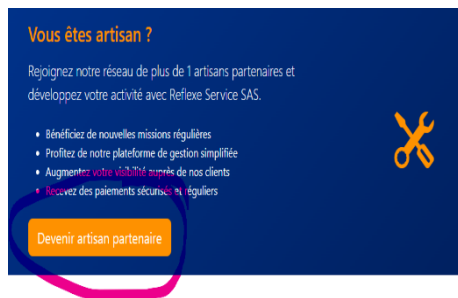 Vous êtes artisan ?
Rejoignez notre réseau de plus de 1 artisans partenaires et
développez votre activité avec Reflexe Service SAS.
• Bénéficiez de nouvelles missions régulières
• Profitez de notre plateforme de gestion simplifiée
• Augmentez votre visibilité auprès de nos clients
• Recevez des paiements sécurisés et réguliers
Devenir artisan partenaire